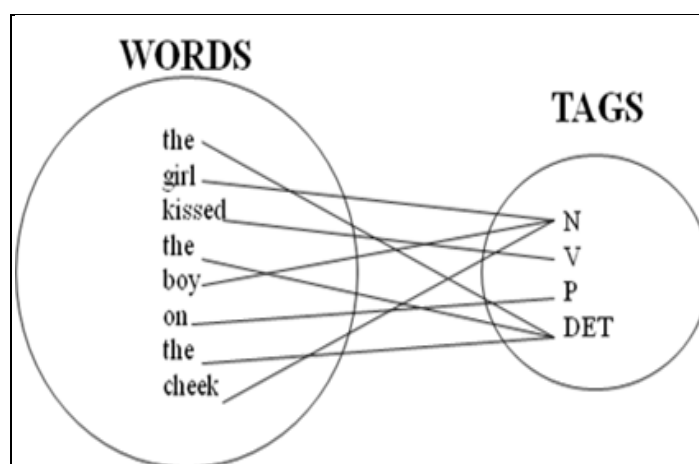 WORDS
the
girl
kissed
the
boy
on
the
cheek
TAGS
N
V
P
DET